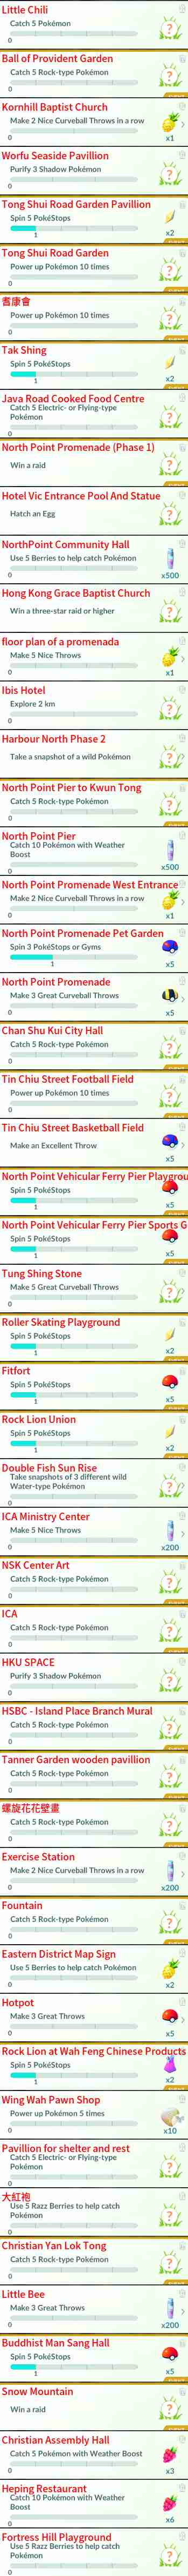 Little Chili
Catch 5 Pokémon
0
Ball of Provident Garden
Catch 5 Rock-type Pokémon
0
Kornhill Baptist Church
Make 2 Nice Curveball Throws in a row
0
x1
Worfu Seaside Pavillion
Purify 3 Shadow Pokémon
0
Tong Shui Road Garden Pavillion
Spin 5 PokéStops
1
x2
Tong Shui Road Garden
Power up Pokémon 10 times
0
耆康會
Power up Pokémon 10 times
0
Tak Shing
Spin 5 PokéStops
1
x2
Java Road Cooked Food Centre
Catch 5 Electric- or Flying-type
Pokémon
0
North Point Promenade (Phase 1)
Win a raid
Hotel Vic Entrance Pool And Statue
Hatch an Egg
NorthPoint Community Hall
Use 5 Berries to help catch Pokémon
0
x500
Hong Kong Grace Baptist Church
Win a three-star raid or higher
floor plan of a promenada
Make 5 Nice Throws
0
x1
Ibis Hotel
Explore 2 km
0
Harbour North Phase 2
Take a snapshot of a wild Pokémon
North Point Pier to Kwun Tong
Catch 5 Rock-type Pokémon
0
North Point Pier
Catch 10 Pokémon with Weather
Boost
0
x500
North Point Promenade West Entrance
Make 2 Nice Curveball Throws in a row
0
x1
North Point Promenade Pet Garden
Spin 3 PokéStops or Gyms
1
x5
North Point Promenade
Make 3 Great Curveball Throws
0
x5
Chan Shu Kui City Hall
Catch 5 Rock-type Pokémon
0
Tin Chiu Street Football Field
Power up Pokémon 10 times
0
Tin Chiu Street Basketball Field
Make an Excellent Throw
x5
North Point Vehicular Ferry Pier Playgrou
Spin 5 PokéStops
1
x5
North Point Vehicular Ferry Pier Sports G
Spin 5 PokéStops
1
x5
Tung Shing Stone
Make 5 Great Curveball Throws
0
Roller Skating Playground
Spin 5 PokéStops
1
x2
Fitfort
Spin 5 PokéStops
1
x5
Rock Lion Union
Spin 5 PokéStops
1
x2
Double Fish Sun Rise
Take snapshots of 3 different wild
Water-type Pokémon
0
ICA Ministry Center
Make 5 Nice Throws
0
x200
NSK Center Art
Catch 5 Rock-type Pokémon
0
ICA
Catch 5 Rock-type Pokémon
0
HKU SPACE
Purify 3 Shadow Pokémon
0
HSBC - Island Place Branch Mural
Catch 5 Rock-type Pokémon
0
Tanner Garden wooden pavillion
Catch 5 Rock-type Pokémon
0
螺旋花花壁畫
Catch 5 Rock-type Pokémon
0
Exercise Station
Make 2 Nice Curveball Throws in a row
0
x200
Fountain
Catch 5 Rock-type Pokémon
0
Eastern District Map Sign
Use 5 Berries to help catch Pokémon
0
x2
Hotpot
Make 3 Great Throws
0
x5
Rock Lion at Wah Feng Chinese Products
Spin 5 PokéStops
1
x2
Wing Wah Pawn Shop
Power up Pokémon 5 times
0
x10
Pavillion for shelter and rest
Catch 5 Electric- or Flying-type
Pokémon
0
大紅袍
Use 5 Razz Berries to help catch
Pokémon
0
Christian Yan Lok Tong
Catch 5 Rock-type Pokémon
0
Little Bee
Make 3 Great Throws
0
x200
Buddhist Man Sang Hall
Spin 5 PokéStops
1
x5
Snow Mountain
Win a raid
Christian Assembly Hall
Catch 5 Pokémon with Weather Boost
0
x3
Heping Restaurant
Catch 10 Pokémon with Weather
Boost
0
x6
Fortress Hill Playground
Use 5 Razz Berries to help catch
Pokémon
0